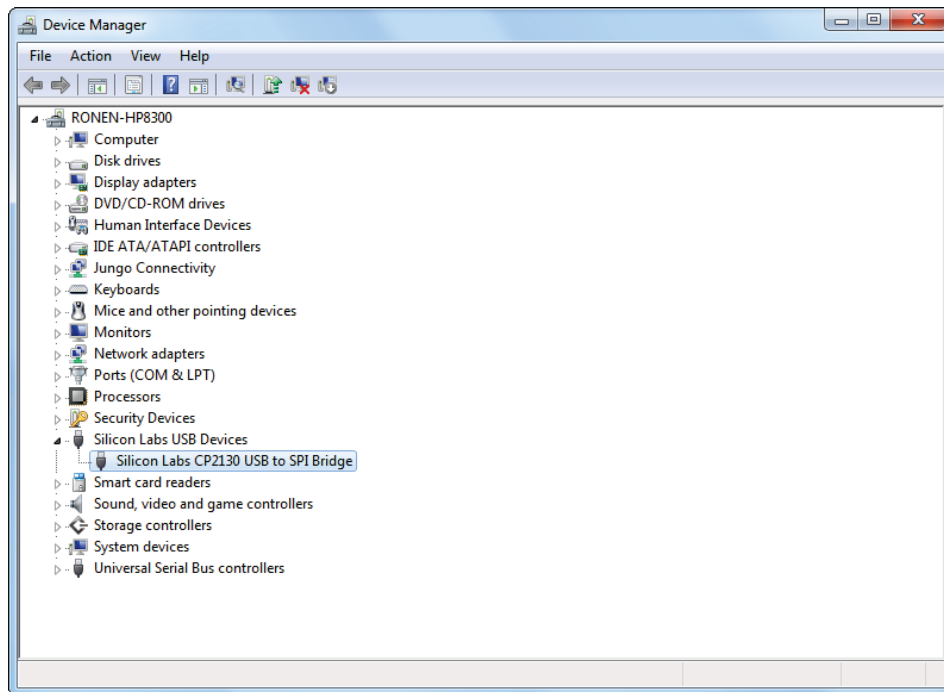 Device Manager
File Action View Help
RONEN-HP8300
Computer
Disk drives
Display adapters
DVD/CD-ROM drives
Human Interface Devices
IDE ATA/ATAPI controllers
Jungo Connectivity
Keyboards
Mice and other pointing devices
Monitors
Network adapters
Ports (COM & LPT)
Processors
Security Devices
Silicon Labs USB Devices
Silicon Labs CP2130 USB to SPI Bridge
Smart card readers
Sound, video and game controllers
Storage controllers
System devices
Universal Serial Bus controllers